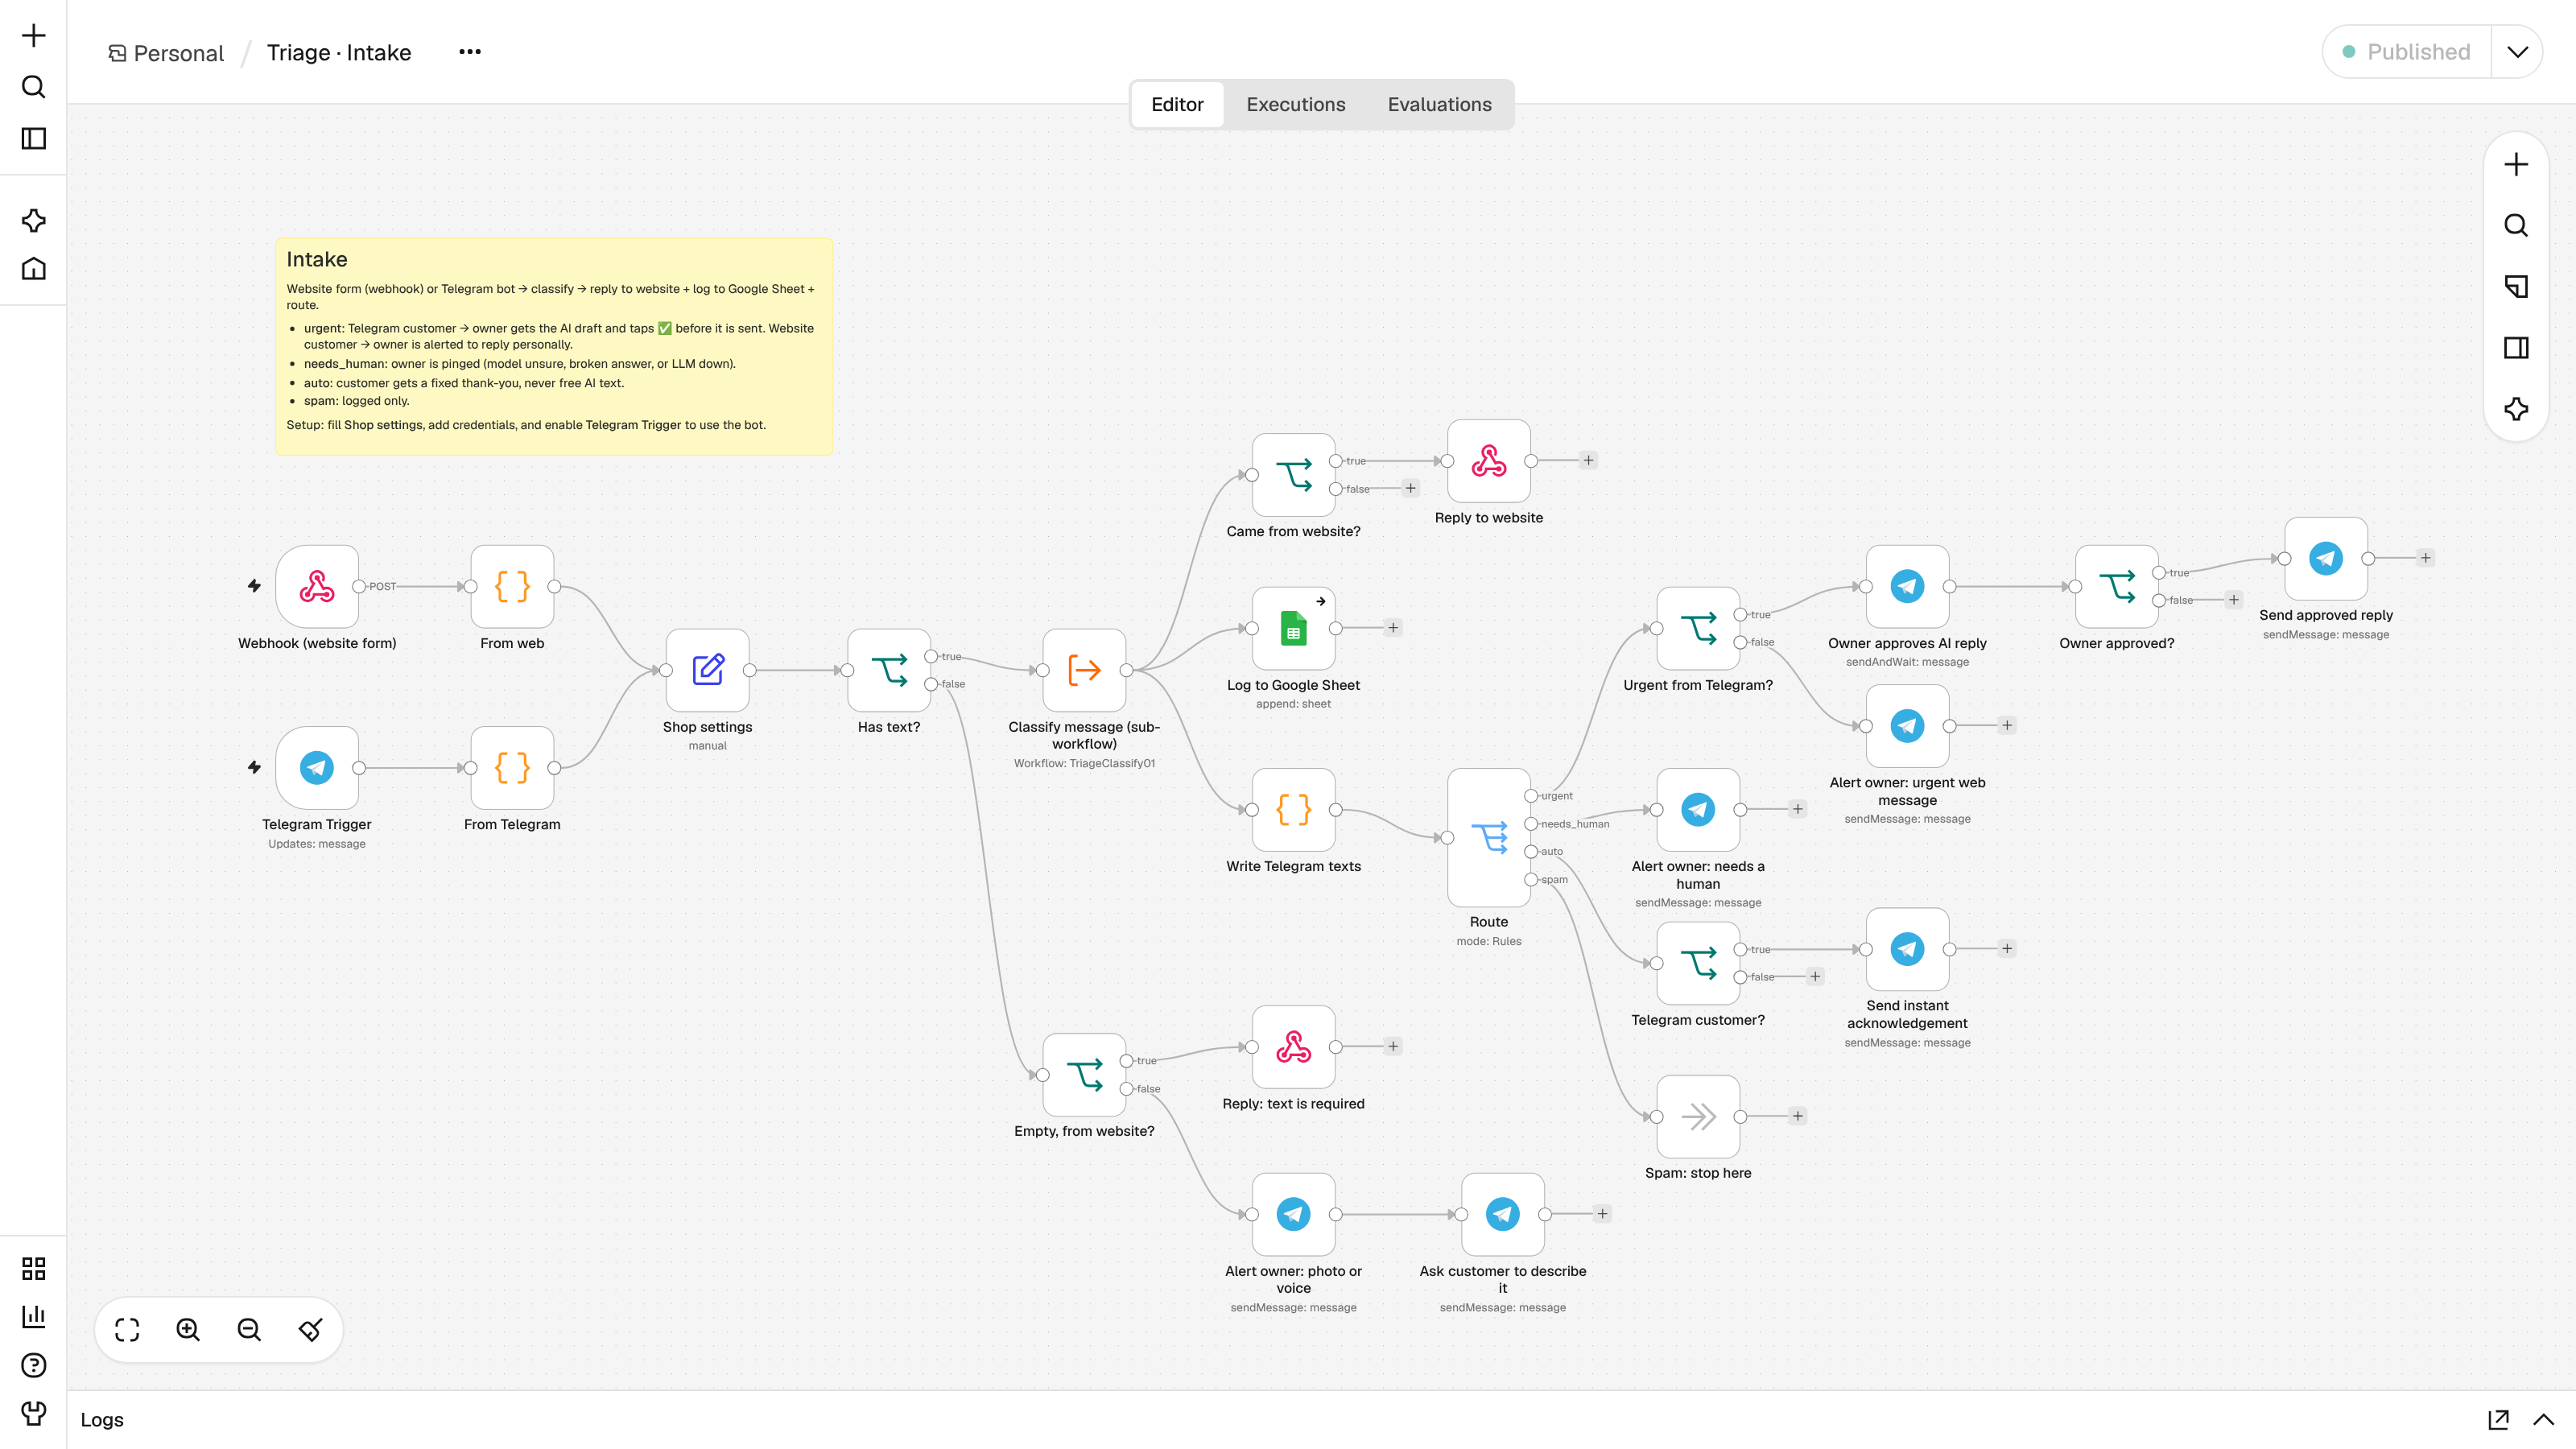 Personal / Triage · Intake
Published
Editor Executions Evaluations
Intake
Website form (webhook) or Telegram bot → classify → reply to website + log to Google Sheet +
route.
• urgent: Telegram customer → owner gets the AI draft and taps ✅ before it is sent. Website
customer → owner is alerted to reply personally.
• needs_human: owner is pinged (model unsure, broken answer, or LLM down).
• auto: customer gets a fixed thank-you, never free AI text.
• spam: logged only.
Setup: fill Shop settings, add credentials, and enable Telegram Trigger to use the bot.
POST
Webhook (website form)
From web
Telegram Trigger
Updates: message
From Telegram
Shop settings
manual
true
false
Has text?
Classify message (sub-
workflow)
Workflow: TriageClassify01
true
false
Came from website?
Reply to website
Log to Google Sheet
append: sheet
Write Telegram texts
urgent
needs_human
auto
spam
Route
mode: Rules
true
false
Urgent from Telegram?
Owner approves AI reply
sendAndWait: message
true
false
Owner approved?
Send approved reply
sendMessage: message
Alert owner: urgent web
message
sendMessage: message
Alert owner: needs a
human
sendMessage: message
true
false
Telegram customer?
Send instant
acknowledgement
sendMessage: message
Spam: stop here
true
false
Empty, from website?
Reply: text is required
Alert owner: photo or
voice
sendMessage: message
Ask customer to describe
it
sendMessage: message
Logs